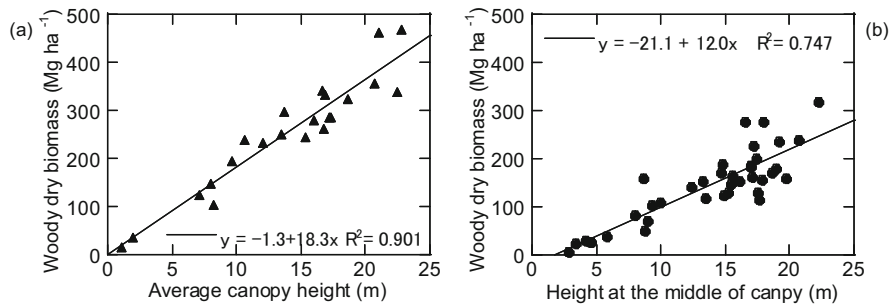 (a)
Woody dry biomass (Mg ha⁻¹)
500
400
300
200
100
0
y = −1.3+18.3x R²= 0.901
0 5 10 15 20 25
Average canopy height (m)
(b)
Woody dry biomass (Mg ha⁻¹)
500
400
300
200
100
0
y = −21.1 + 12.0x R²= 0.747
0 5 10 15 20 25
Height at the middle of canpy (m)